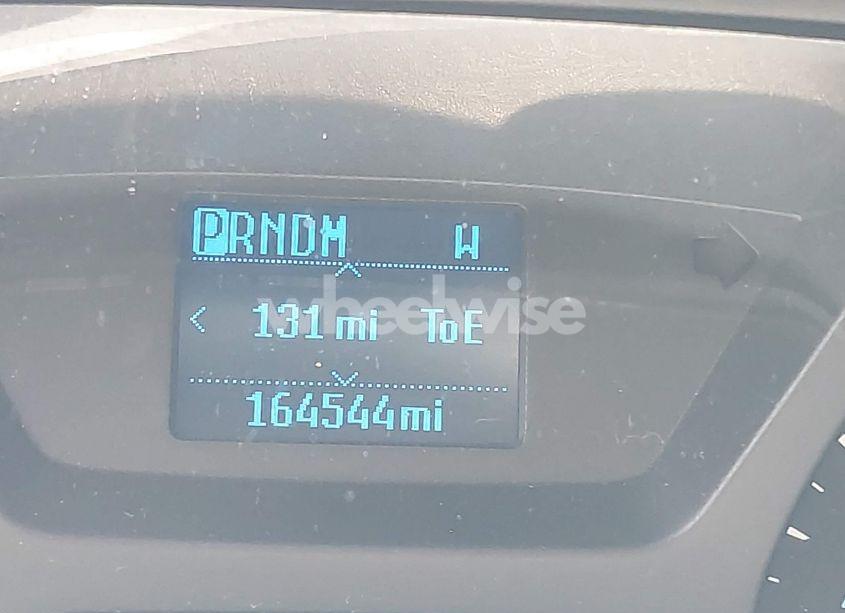 PRNDM W
wheelwise
< 131 mi ToE
164544mi